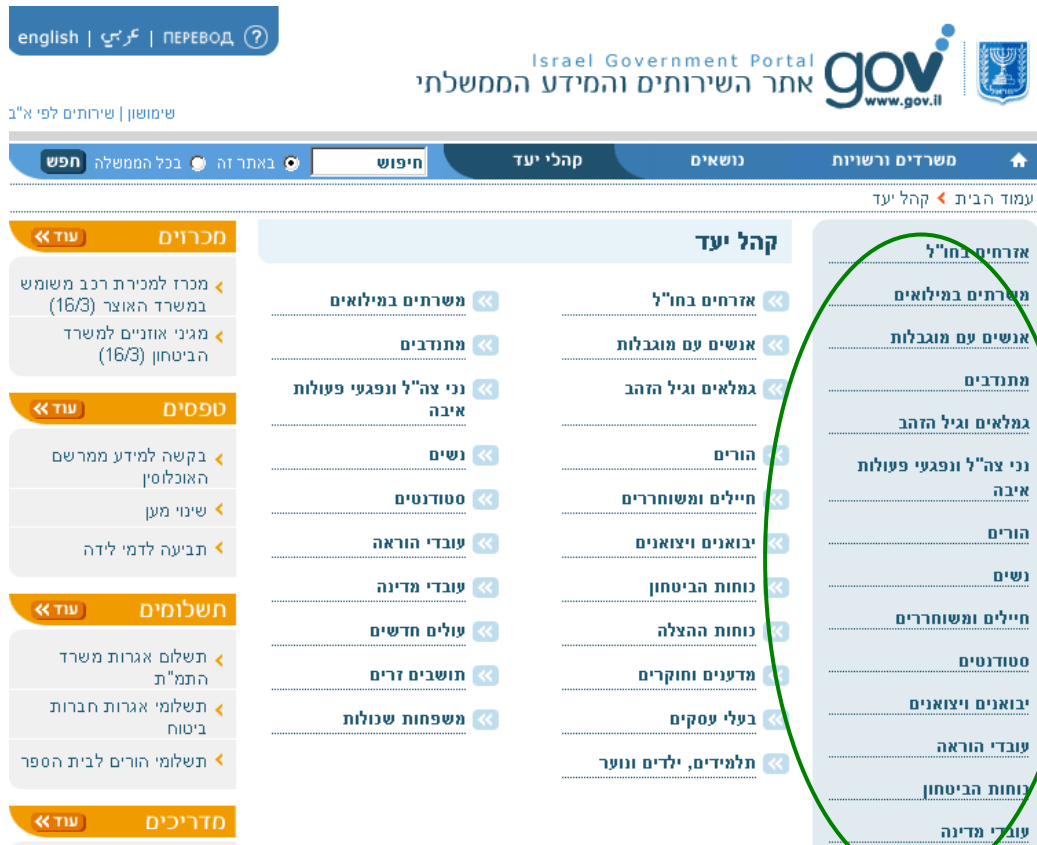 english | عربي | ПЕРЕВОД ?
Israel Government Portal
אתר השירותים והמידע הממשלתי
gov
www.gov.il
שימושון | שירותים לפי א"ב
משרדים ורשויות
נושאים
קהלי יעד
חיפוש
באתר זה
בכל הממשלה
חפש
עמוד הבית > קהל יעד
אזרחים בחו"ל
משרתים במילואים
אנשים עם מוגבלות
מתנדבים
גמלאים וגיל הזהב
נכי צה"ל ונפגעי פעולות
איבה
הורים
נשים
חיילים ומשוחררים
סטודנטים
יבואנים ויצואנים
עובדי הוראה
כוחות הביטחון
עובדי מדינה
קהל יעד
אזרחים בחו"ל
משרתים במילואים
אנשים עם מוגבלות
מתנדבים
גמלאים וגיל הזהב
נכי צה"ל ונפגעי פעולות
איבה
הורים
נשים
חיילים ומשוחררים
סטודנטים
יבואנים ויצואנים
עובדי הוראה
כוחות הביטחון
עובדי מדינה
כוחות ההצלה
עולים חדשים
מדענים וחוקרים
תושבים זרים
בעלי עסקים
משפחות שכולות
תלמידים, ילדים ונוער
מכרזים
עוד
מכרז למכירת רכב משומש
במשרד האוצר (16/3)
מגיני אוזניים למשרד
הביטחון (16/3)
טפסים
עוד
בקשה למידע ממרשם
האוכלוסין
שינוי מען
תביעה לדמי לידה
תשלומים
עוד
תשלום אגרות משרד
התמ"ת
תשלומי אגרות חברות
ביטוח
תשלומי הורים לבית הספר
מדריכים
עוד